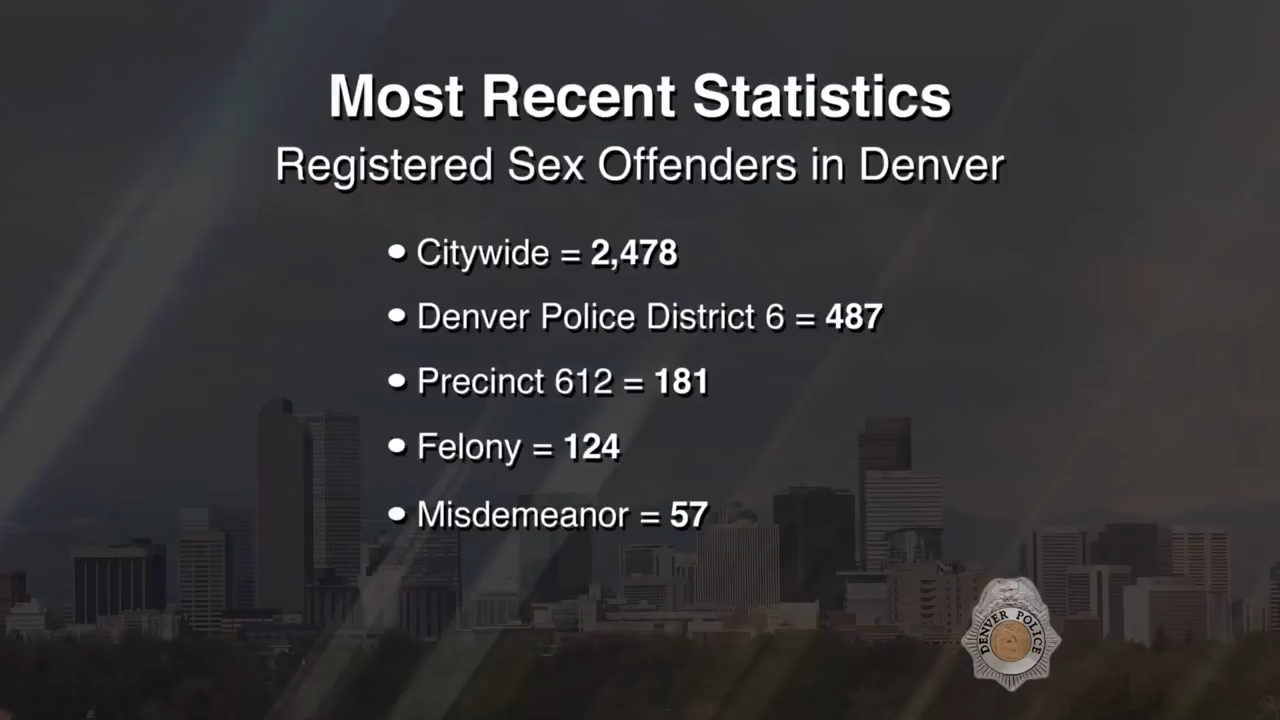 Most Recent Statistics
Registered Sex Offenders in Denver
• Citywide = 2,478
• Denver Police District 6 = 487
• Precinct 612 = 181
• Felony = 124
• Misdemeanor = 57
DENVER POLICE